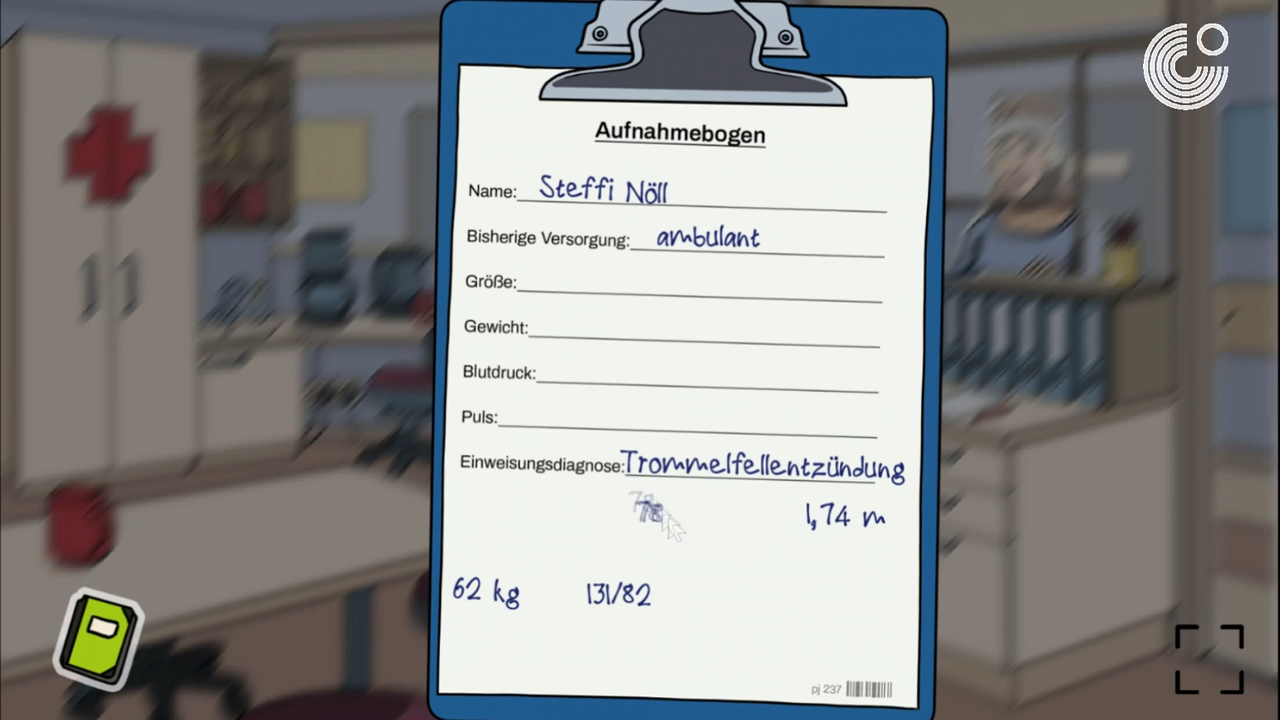 Aufnahmebogen
Name: Steffi Nöll
Bisherige Versorgung: ambulant
Größe:
Gewicht:
Blutdruck:
Puls:
Einweisungsdiagnose: Trommelfellentzündung
1,74 m
62 kg 131/82
pj 237